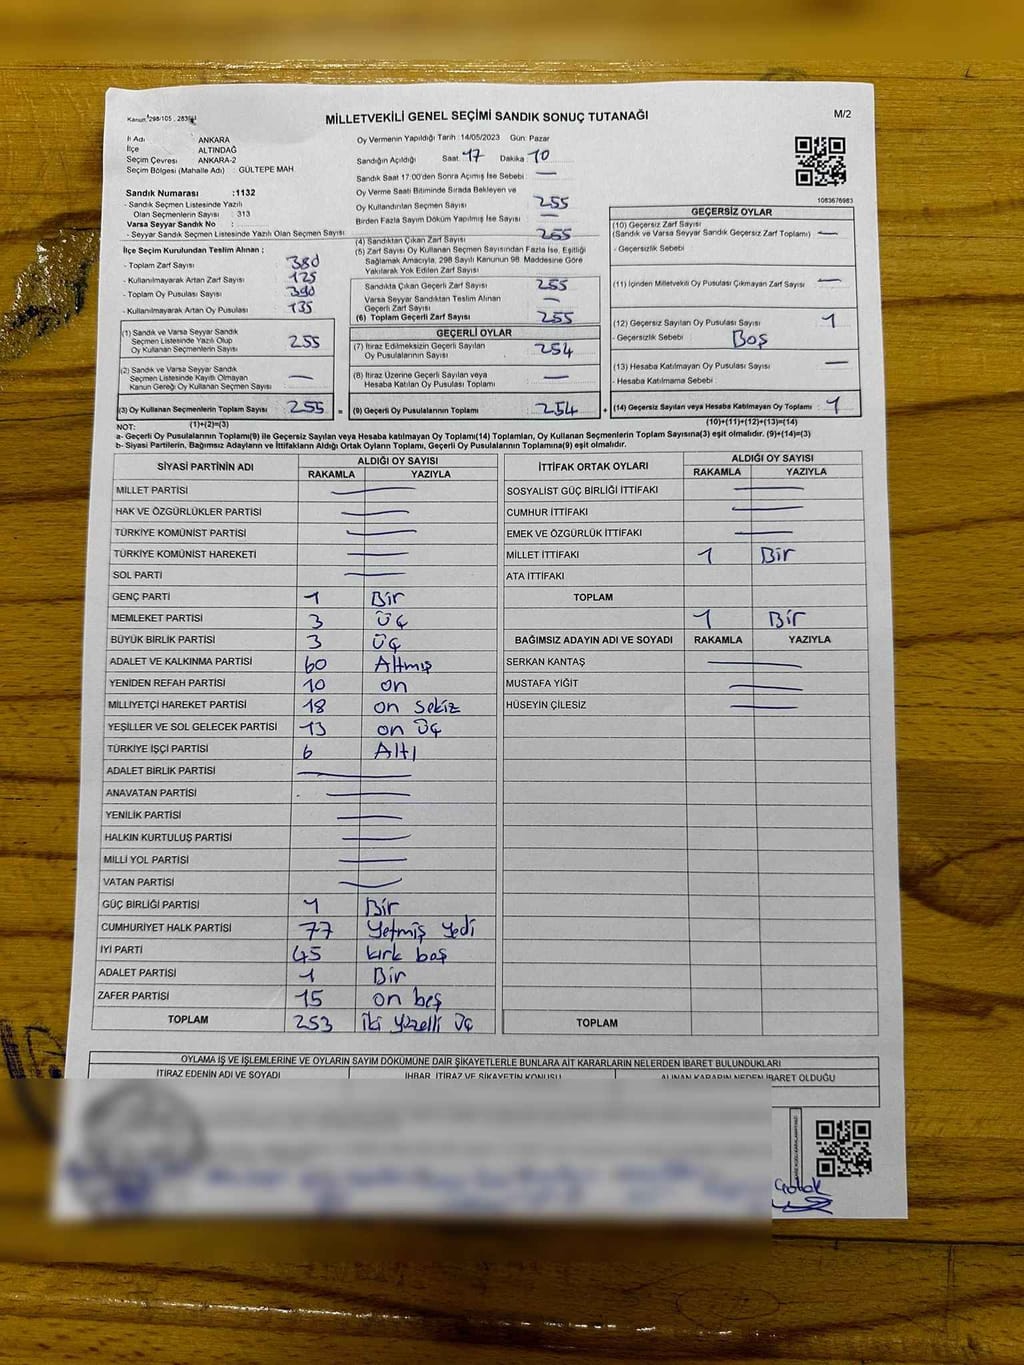 Kanun: 298/105
MİLLETVEKİLİ GENEL SEÇİMİ SANDIK SONUÇ TUTANAĞI
M/2
İl Adı : ANKARA
İlçe ALTINDAĞ
Seçim Çevresi ANKARA-2
Seçim Bölgesi (Mahalle Adı) : GÜLTEPE MAH
Sandık Numarası :1132
- Sandık Seçmen Listesinde Yazılı
Olan Seçmenlerin Sayısı : 313
Varsa Seyyar Sandık No :
- Seyyar Sandık Seçmen Listesinde Yazılı Olan Seçmen Sayısı
İlçe Seçim Kurulundan Teslim Alınan ;
- Toplam Zarf Sayısı 380
- Kullanılmayarak Artan Zarf Sayısı 125
- Toplam Oy Pusulası Sayısı 390
- Kullanılmayarak Artan Oy Pusulası 135
(1) Sandık ve Varsa Seyyar Sandık
Seçmen Listesinde Yazılı Olup
Oy Kullanan Seçmenlerin Sayısı 255
(2) Sandık ve Varsa Seyyar Sandık
Seçmen Listesinde Kayıtlı Olmayan
Kanun Gereği Oy Kullanan Seçmen Sayısı : —
(3) Oy Kullanan Seçmenlerin Toplam Sayısı 255 =
(1)+(2)=(3)
Oy Vermenin Yapıldığı Tarih :14/05/2023 Gün: Pazar
Sandığın Açıldığı Saat: 17 Dakika : 10
Sandık Saat 17:00'den Sonra Açımış İse Sebebi : —
Oy Verme Saati Bitiminde Sırada Bekleyen ve
Oy Kullandırılan Seçmen Sayısı 255
Birden Fazla Sayım Döküm Yapılmış İse Sayısı —
(4) Sandıktan Çıkan Zarf Sayısı 255
(5) Zarf Sayısı Oy Kullanan Seçmen Sayısından Fazla İse, Eşitliği
Sağlamak Amacıyla, 298 Sayılı Kanunun 98. Maddesine Göre
Yakılarak Yok Edilen Zarf Sayısı
Sandıkta Çıkan Geçerli Zarf Sayısı 255
Varsa Seyyar Sandıktan Teslim Alınan
Geçerli Zarf Sayısı : —
(6) Toplam Geçerli Zarf Sayısı 255
GEÇERLİ OYLAR
(7) İtiraz Edilmeksizin Geçerli Sayılan
Oy Pusulalarının Sayısı 254
(8) İtiraz Üzerine Geçerli Sayılan veya
Hesaba Katılan Oy Pusulası Toplamı —
(9) Geçerli Oy Pusulalarının Toplamı 254 +
1083676983
GEÇERSİZ OYLAR
(10) Geçersiz Zarf Sayısı
(Sandık ve Varsa Seyyar Sandık Geçersiz Zarf Toplamı) —
- Geçersizlik Sebebi :
(11) İçinden Milletvekili Oy Pusulası Çıkmayan Zarf Sayısı —
(12) Geçersiz Sayılan Oy Pusulası Sayısı 1
- Geçersizlik Sebebi Boş
(13) Hesaba Katılmayan Oy Pusulası Sayısı —
- Hesaba Katılmama Sebebi :
(14) Geçersiz Sayılan veya Hesaba Katılmayan Oy Toplamı 1
(10)+(11)+(12)+(13)=(14)
NOT:
a- Geçerli Oy Pusulalarının Toplamı(9) ile Geçersiz Sayılan veya Hesaba katılmayan Oy Toplamı(14) Toplamları, Oy Kullanan Seçmenlerin Toplam Sayısına(3) eşit olmalıdır. (9)+(14)=(3)
b- Siyasi Partilerin, Bağımsız Adayların ve İttifakların Aldığı Ortak Oyların Toplamı, Geçerli Oy Pusulalarının Toplamına(9) eşit olmalıdır.
SİYASİ PARTİNİN ADI ALDIĞI OY SAYISI
RAKAMLA YAZIYLA
MİLLET PARTİSİ —
HAK VE ÖZGÜRLÜKLER PARTİSİ —
TÜRKİYE KOMÜNİST PARTİSİ —
TÜRKİYE KOMÜNİST HAREKETİ —
SOL PARTİ —
GENÇ PARTİ 1 Bir
MEMLEKET PARTİSİ 3 Üç
BÜYÜK BİRLİK PARTİSİ 3 Üç
ADALET VE KALKINMA PARTİSİ 60 Altmış
YENİDEN REFAH PARTİSİ 10 on
MİLLİYETÇİ HAREKET PARTİSİ 18 on sekiz
YEŞİLLER VE SOL GELECEK PARTİSİ 13 on Üç
TÜRKİYE İŞÇİ PARTİSİ 6 Altı
ADALET BİRLİK PARTİSİ —
ANAVATAN PARTİSİ —
YENİLİK PARTİSİ —
HALKIN KURTULUŞ PARTİSİ —
MİLLİ YOL PARTİSİ —
VATAN PARTİSİ —
GÜÇ BİRLİĞİ PARTİSİ 1 Bir
CUMHURİYET HALK PARTİSİ 77 Yetmiş Yedi
İYİ PARTİ 45 kırk beş
ADALET PARTİSİ 1 Bir
ZAFER PARTİSİ 15 on beş
TOPLAM 253 İki yüzelli üç
İTTİFAK ORTAK OYLARI ALDIĞI OY SAYISI
RAKAMLA YAZIYLA
SOSYALİST GÜÇ BİRLİĞİ İTTİFAKI —
CUMHUR İTTİFAKI —
EMEK VE ÖZGÜRLÜK İTTİFAKI —
MİLLET İTTİFAKI 1 Bir
ATA İTTİFAKI
TOPLAM 1 Bir
BAĞIMSIZ ADAYIN ADI VE SOYADI RAKAMLA YAZIYLA
SERKAN KANTAŞ —
MUSTAFA YİĞİT —
HÜSEYİN ÇİLESİZ —
TOPLAM
OYLAMA İŞ VE İŞLEMLERİNE VE OYLARIN SAYIM DÖKÜMÜNE DAİR ŞİKAYETLERLE BUNLARA AİT KARARLARIN NELERDEN İBARET BULUNDUKLARI
İTİRAZ EDENİN ADI VE SOYADI İHBAR, İTİRAZ VE ŞİKAYETİN KONUSU ALINAN KARARIN NEDEN İBARET OLDUĞU